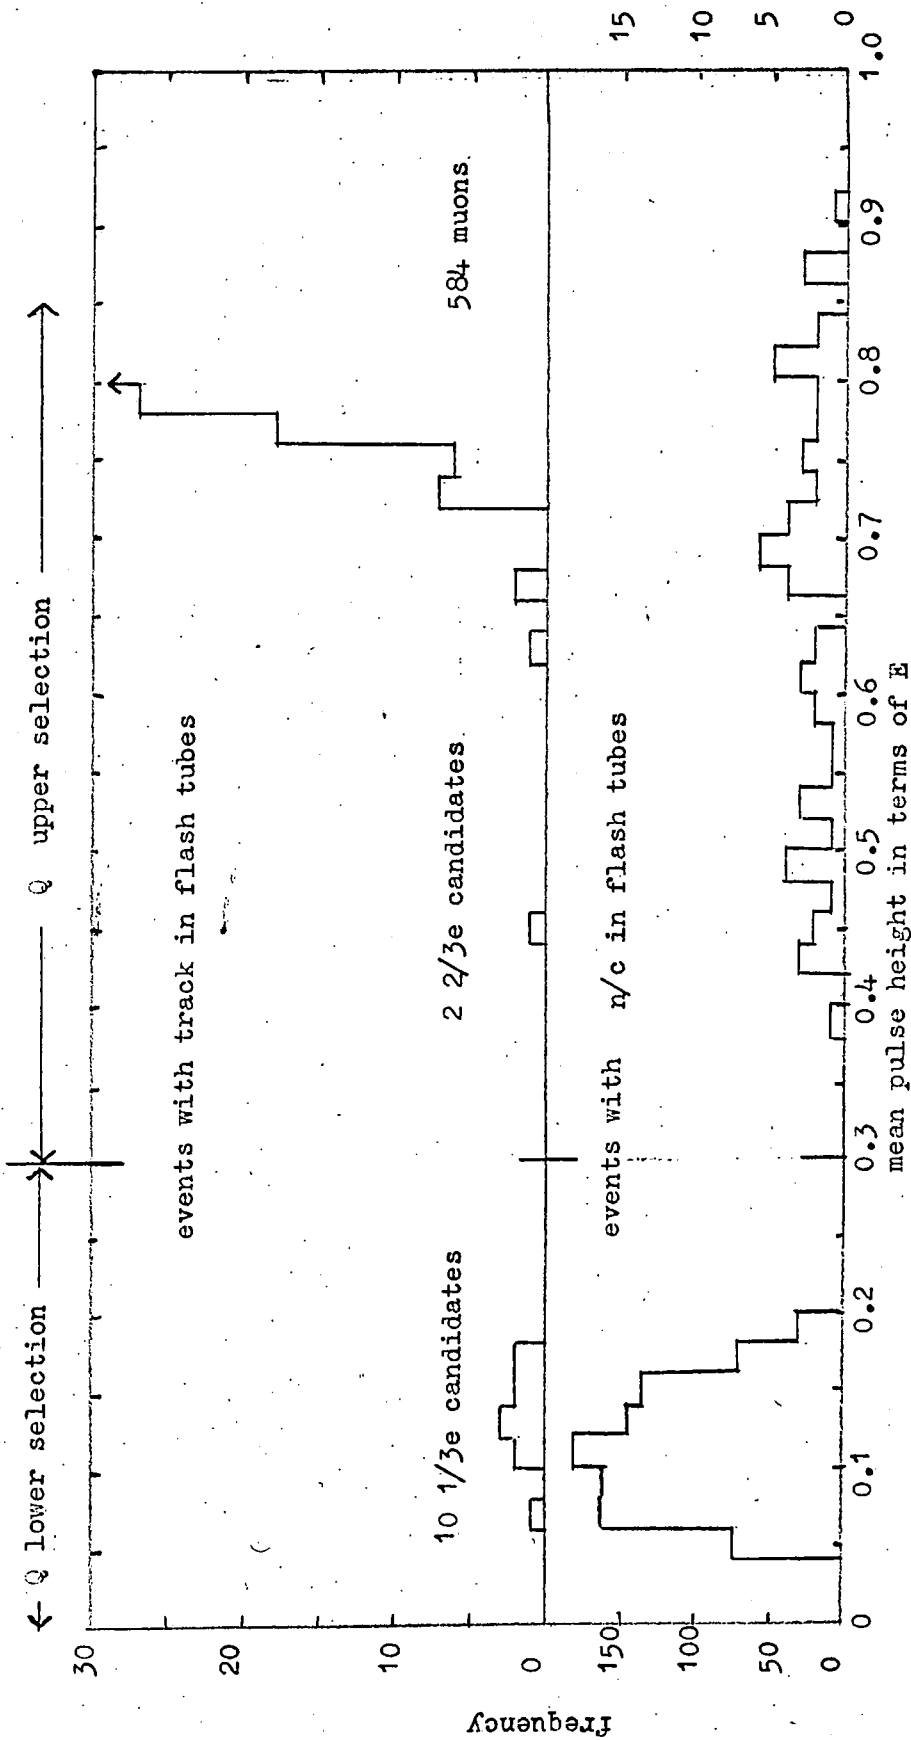 ← Q lower selection → ← Q upper selection →
30
events with track in flash tubes
20
10
10 1/3e candidates
2 2/3e candidates
584 muons
0
frequency
events with n/c in flash tubes
150
15
100
10
50
5
0
0
0 0.1 0.2 0.3 0.4 0.5 0.6 0.7 0.8 0.9 1.0
mean pulse height in terms of E